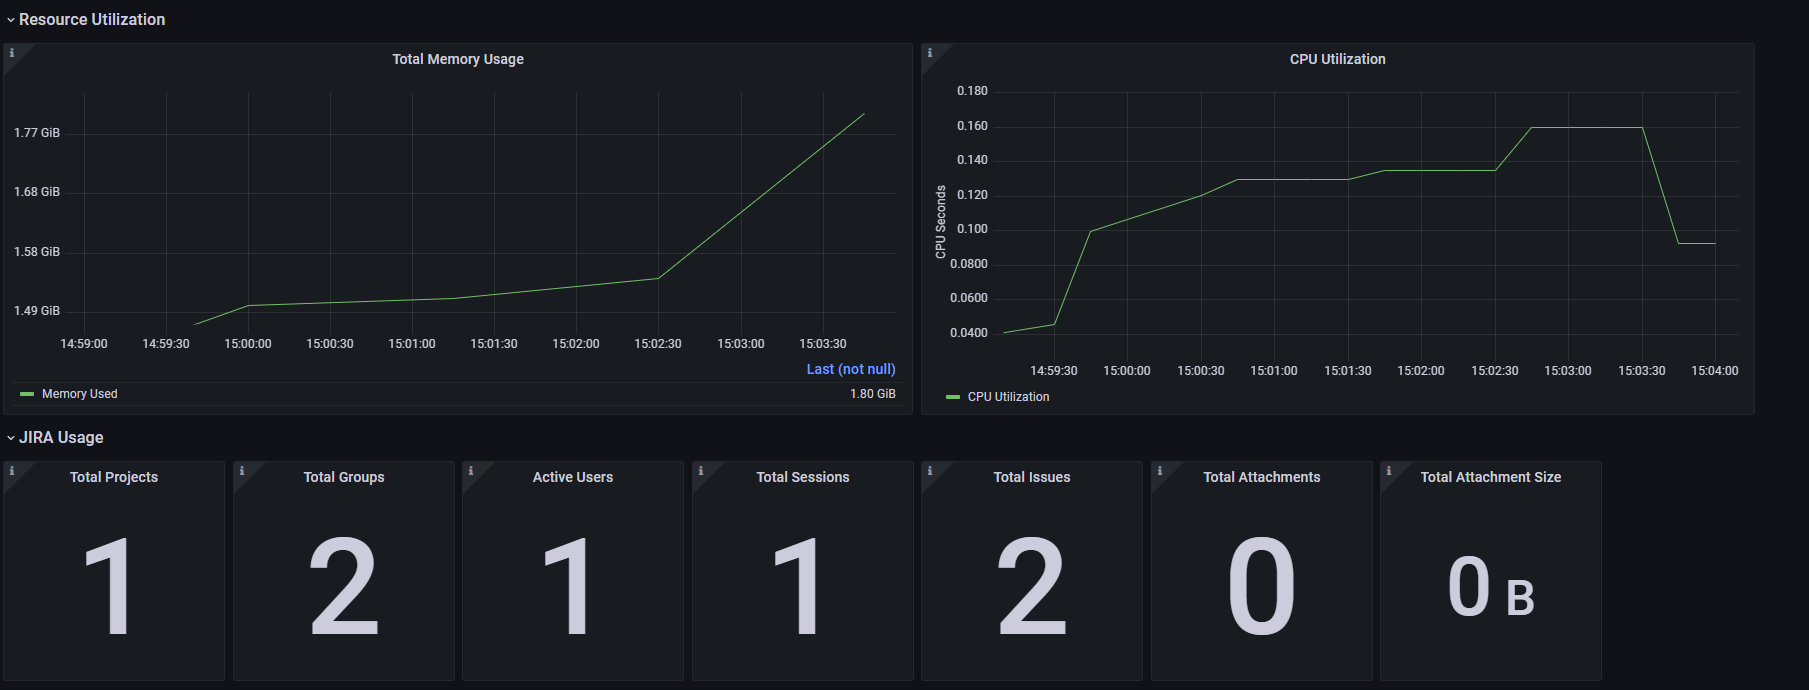 Resource Utilization
Total Memory Usage
1.77 GiB
1.68 GiB
1.58 GiB
1.49 GiB
14:59:00 14:59:30 15:00:00 15:00:30 15:01:00 15:01:30 15:02:00 15:02:30 15:03:00 15:03:30
Last (not null)
Memory Used 1.80 GiB
CPU Utilization
CPU Seconds
0.180
0.160
0.140
0.120
0.100
0.0800
0.0600
0.0400
14:59:30 15:00:00 15:00:30 15:01:00 15:01:30 15:02:00 15:02:30 15:03:00 15:03:30 15:04:00
CPU Utilization
JIRA Usage
Total Projects
1
Total Groups
2
Active Users
1
Total Sessions
1
Total Issues
2
Total Attachments
0
Total Attachment Size
0 B